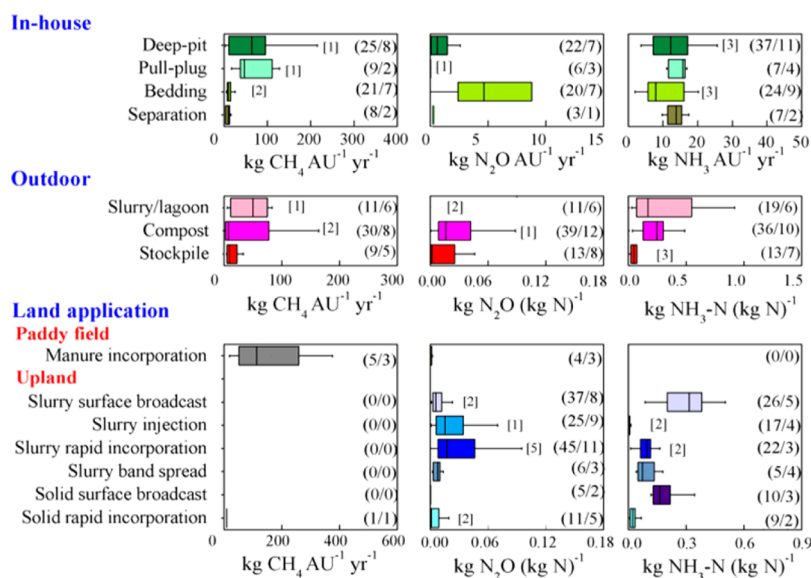 In-house
Deep-pit [1] (25/8) (22/7) [3] (37/11)
Pull-plug [1] (9/2) [1] (6/3) (7/4)
Bedding [2] (21/7) (20/7) [3] (24/9)
Separation (8/2) (3/1) (7/2)
0 100 200 300 400 5 10 15 0 10 20 30 40 50
kg CH₄ AU⁻¹ yr⁻¹ kg N₂O AU⁻¹ yr⁻¹ kg NH₃ AU⁻¹ yr⁻¹
Outdoor
Slurry/lagoon [1] (11/6) [2] (11/6) (19/6)
Compost [2] (30/8) [1] (39/12) (36/10)
Stockpile (9/5) (13/8) [3] (13/7)
0 100 200 300 0.00 0.06 0.12 0.18 0.0 0.5 1.0 1.5
kg CH₄ AU⁻¹ yr⁻¹ kg N₂O (kg N)⁻¹ kg NH₃-N (kg N)⁻¹
Land application
Paddy field
Manure incorporation (5/3) (4/3) (0/0)
Upland
Slurry surface broadcast (0/0) [2] (37/8) (26/5)
Slurry injection (0/0) [1] (25/9) [2] (17/4)
Slurry rapid incorporation (0/0) [5] (45/11) [2] (22/3)
Slurry band spread (0/0) (6/3) (5/4)
Solid surface broadcast (0/0) (5/2) (10/3)
Solid rapid incorporation (1/1) [2] (11/5) (9/2)
200 400 600 0.00 0.06 0.12 0.18 0.0 0.3 0.6 0.9
kg CH₄ AU⁻¹ yr⁻¹ kg N₂O (kg N)⁻¹ kg NH₃-N (kg N)⁻¹